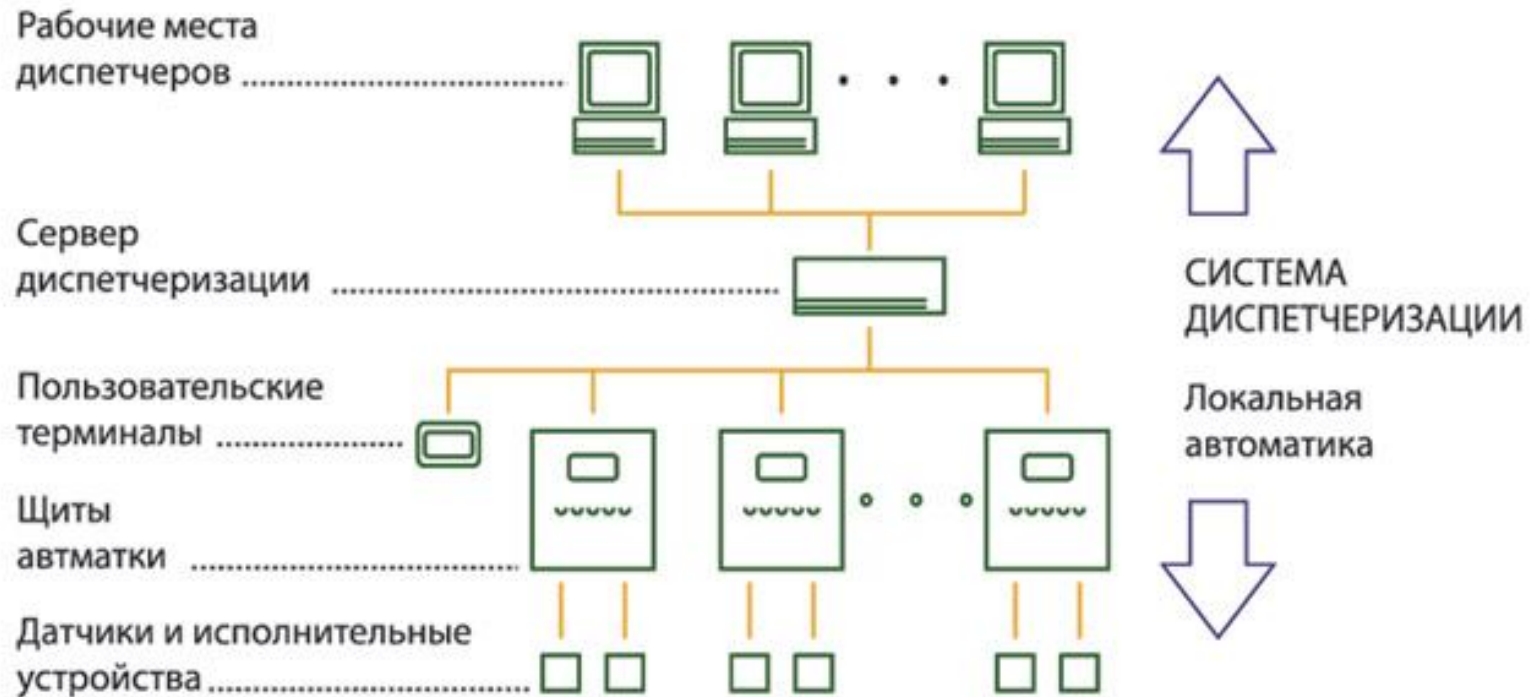 Рабочие места
диспетчеров
Сервер
диспетчеризации
СИСТЕМА
ДИСПЕТЧЕРИЗАЦИИ
Пользовательские
терминалы
Локальная
автоматика
Щиты
автматки
Датчики и исполнительные
устройства